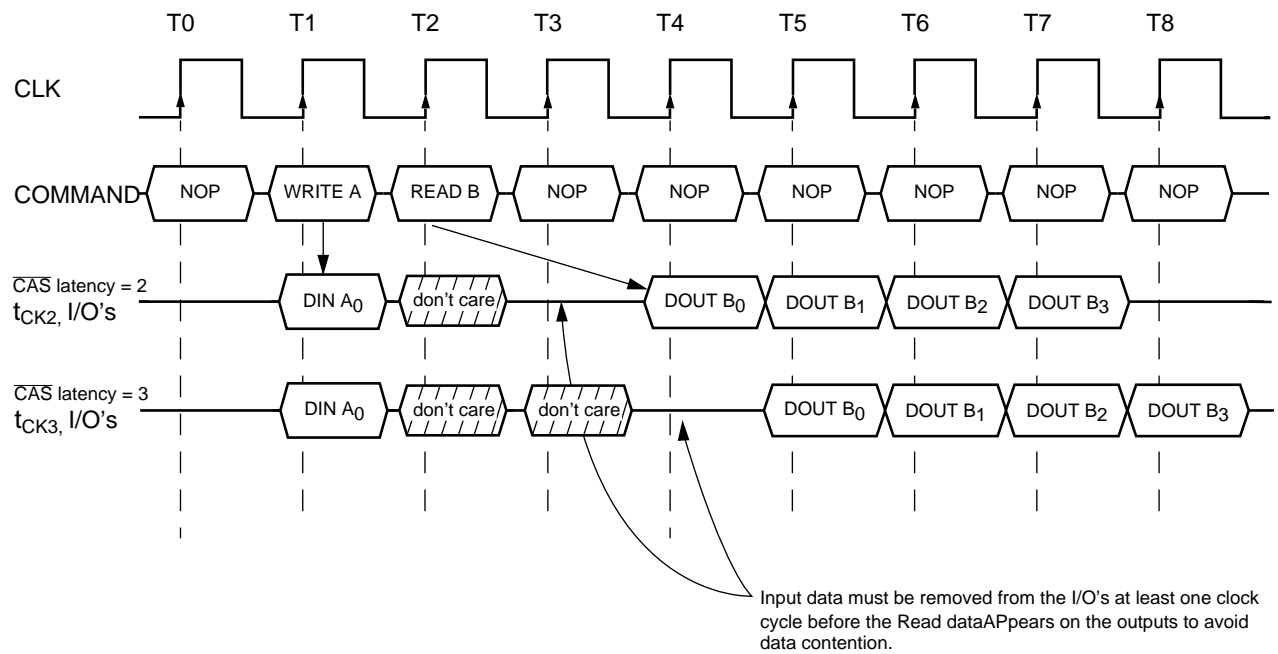 T0 T1 T2 T3 T4 T5 T6 T7 T8
CLK
COMMAND NOP WRITE A READ B NOP NOP NOP NOP NOP NOP
CAS latency = 2
tCK2, I/O's DIN A0 don't care DOUT B0 DOUT B1 DOUT B2 DOUT B3
CAS latency = 3
tCK3, I/O's DIN A0 don't care don't care DOUT B0 DOUT B1 DOUT B2 DOUT B3
Input data must be removed from the I/O's at least one clock
cycle before the Read dataAPpears on the outputs to avoid
data contention.